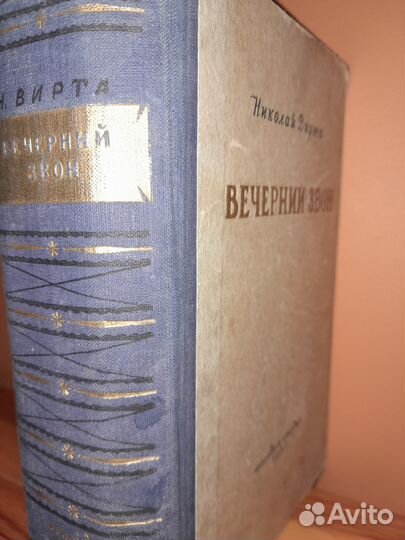 Н. ВИРТА
ВЕЧЕРНИЙ
ЗВОН
Николай Вирта
ВЕЧЕРНИЙ ЗВОН
Avito